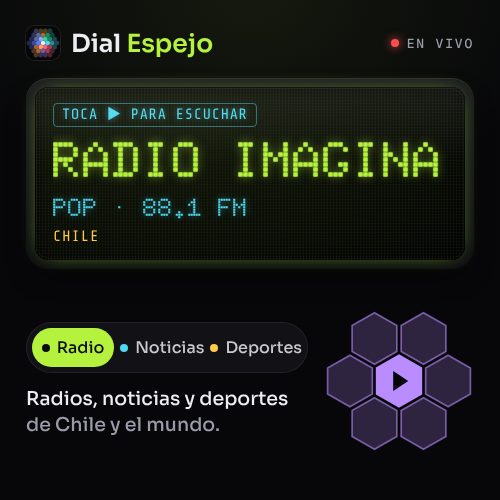 Dial Espejo
EN VIVO
TOCA ▶ PARA ESCUCHAR
RADIO IMAGINA
POP · 88.1 FM
CHILE
Radio Noticias Deportes
Radios, noticias y deportes
de Chile y el mundo.